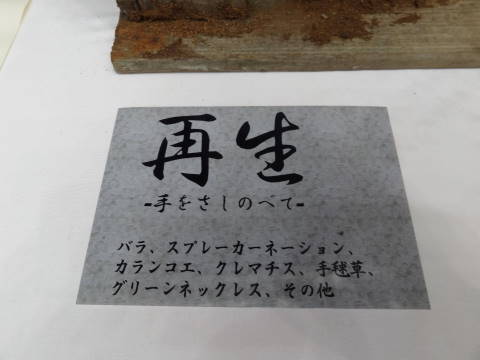 再生
-手をさしのべて-
バラ、スプレーカーネーション、
カランコエ、クレマチス、手毬草、
グリーンネックレス、その他